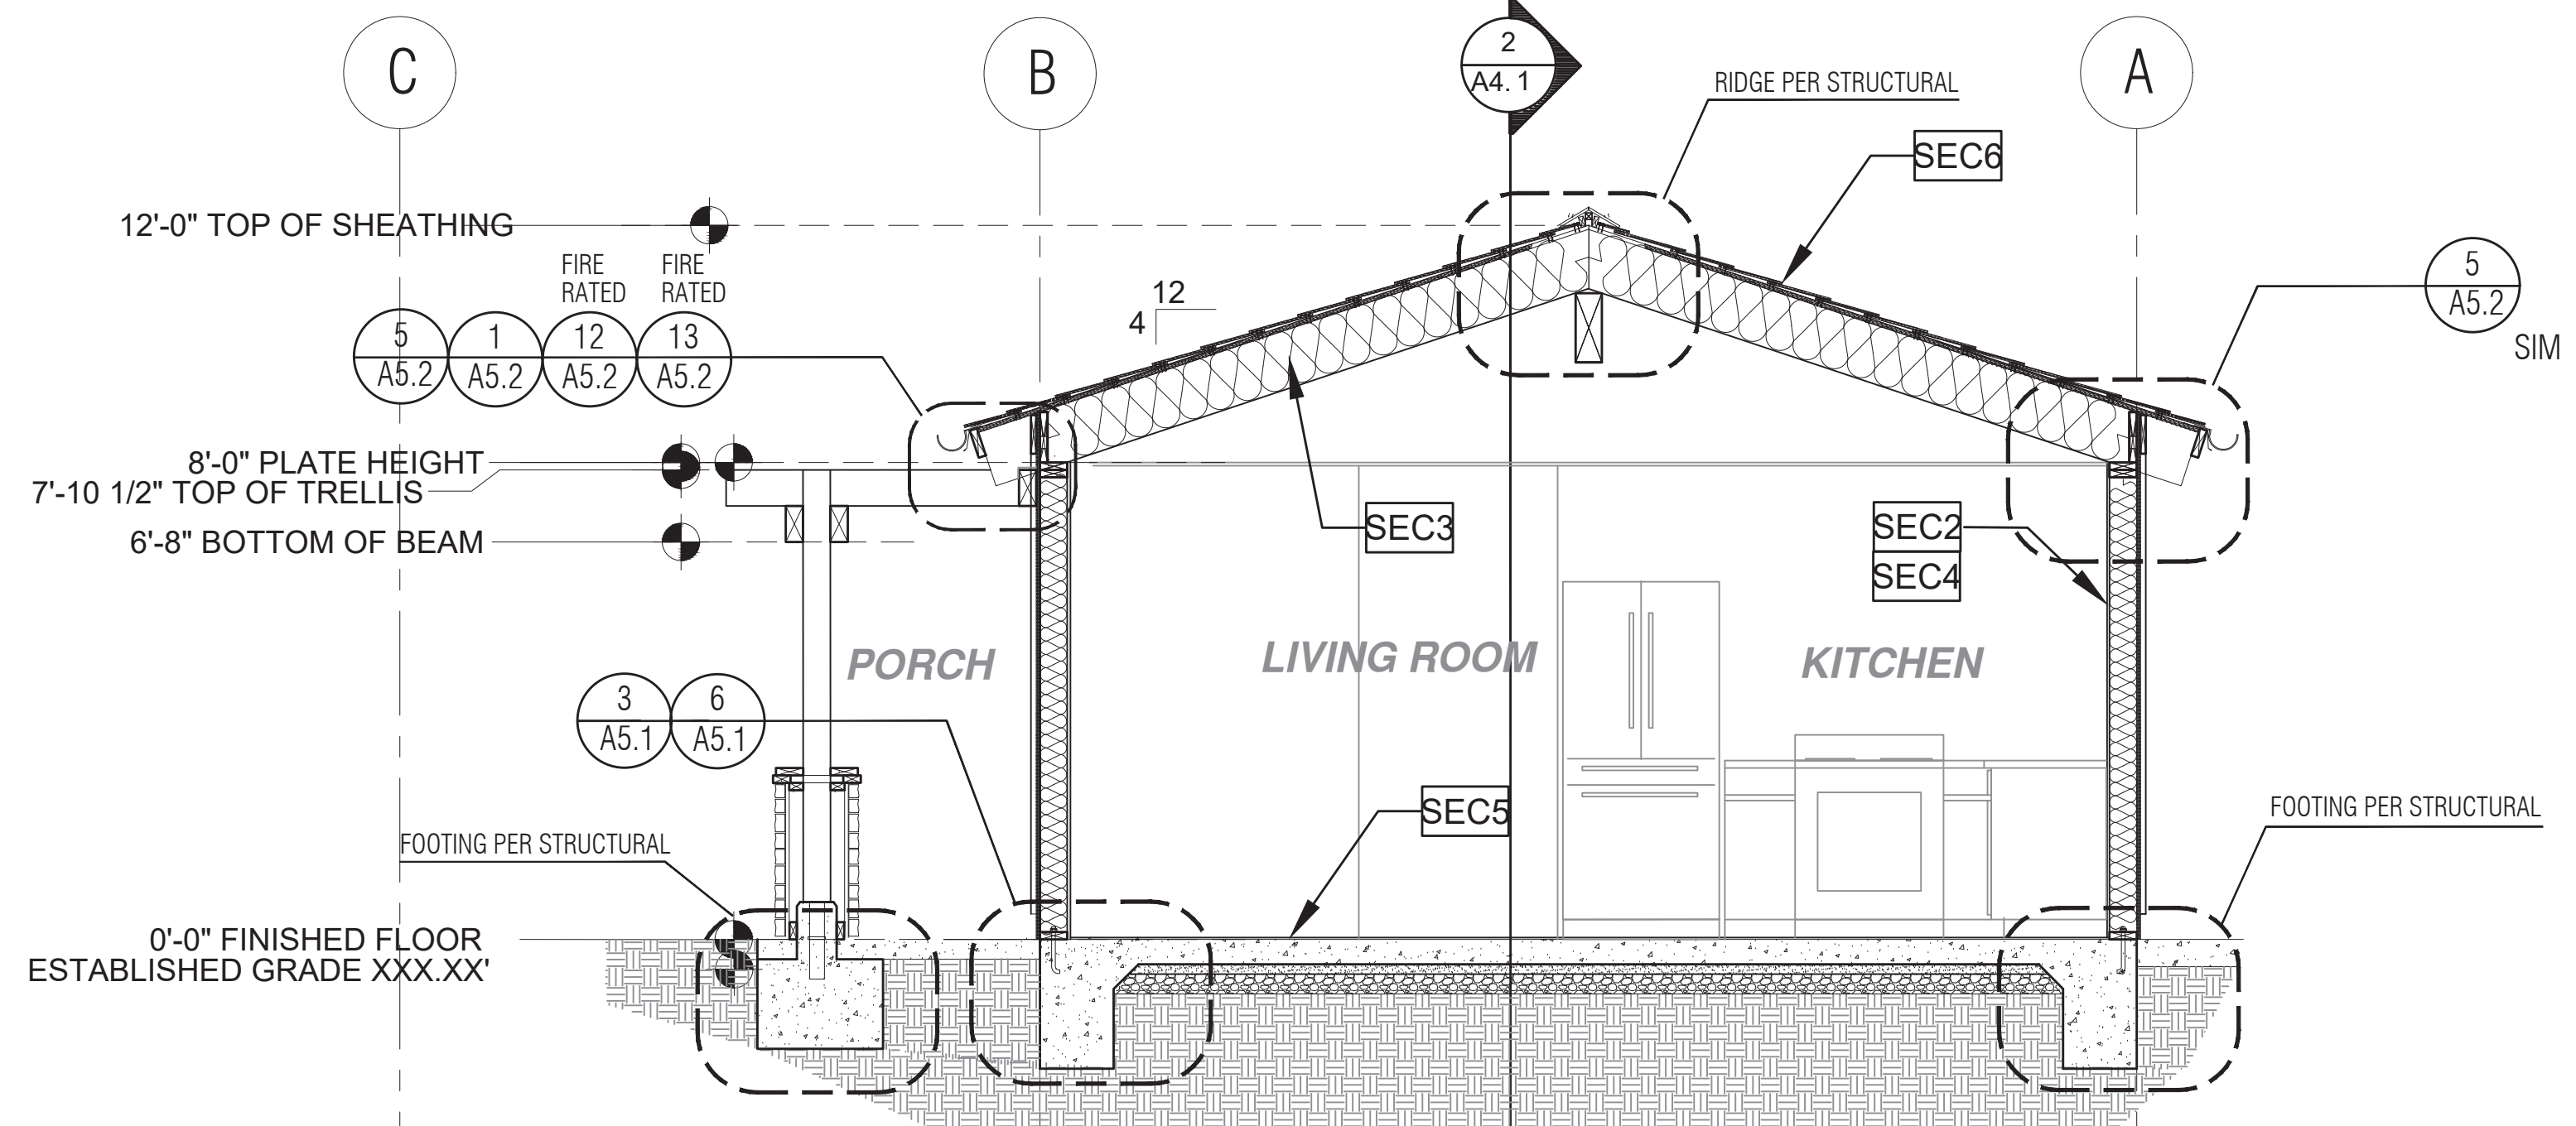 C
B
2
A4.1
A
RIDGE PER STRUCTURAL
SEC6
12'-0" TOP OF SHEATHING
FIRE
RATED
FIRE
RATED
12
4
5
A5.2
1
A5.2
12
A5.2
13
A5.2
5
A5.2
SIM
8'-0" PLATE HEIGHT
7'-10 1/2" TOP OF TRELLIS
6'-8" BOTTOM OF BEAM
SEC3
SEC2
SEC4
PORCH
LIVING ROOM
KITCHEN
3
A5.1
6
A5.1
SEC5
FOOTING PER STRUCTURAL
FOOTING PER STRUCTURAL
0'-0" FINISHED FLOOR
ESTABLISHED GRADE XXX.XX'